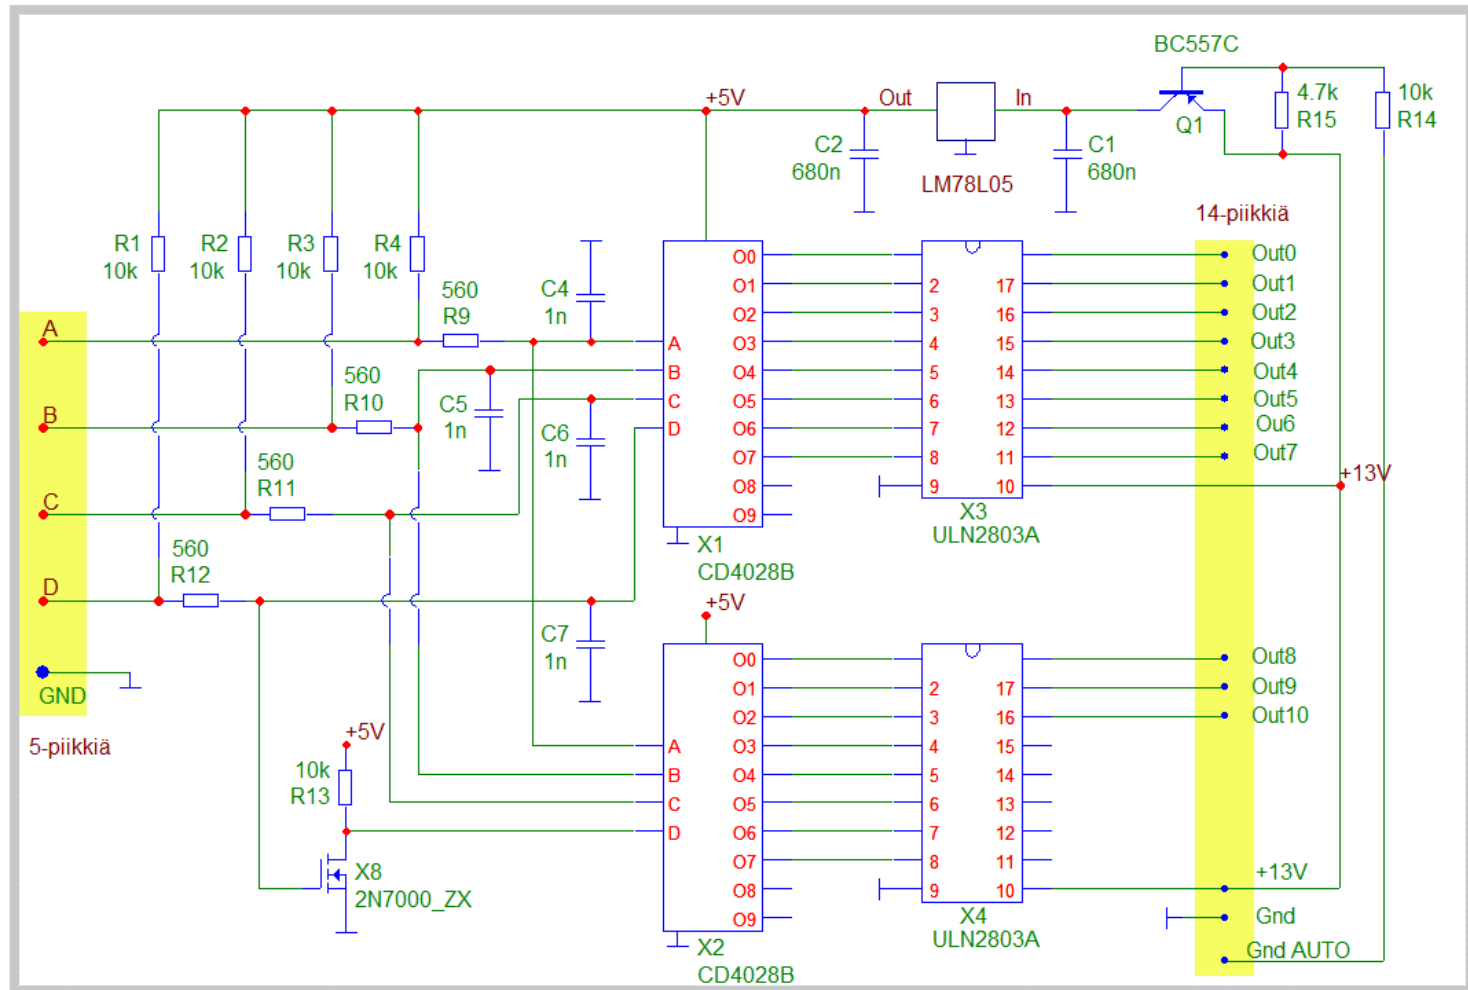 BC557C
+5V
Out
In
4.7k
R15
10k
R14
Q1
C2
680n
C1
680n
LM78L05
14-piikkiä
R1
10k
R2
10k
R3
10k
R4
10k
560
R9
C4
1n
560
R10
C5
1n
C6
1n
560
R11
560
R12
C7
1n
A
B
C
D
GND
5-piikkiä
+5V
10k
R13
X8
2N7000_ZX
A
B
C
D
O0
O1
O2
O3
O4
O5
O6
O7
O8
O9
X1
CD4028B
2
3
4
5
6
7
8
9
17
16
15
14
13
12
11
10
X3
ULN2803A
Out0
Out1
Out2
Out3
Out4
Out5
Ou6
Out7
+13V
+5V
A
B
C
D
O0
O1
O2
O3
O4
O5
O6
O7
O8
O9
X2
CD4028B
2
3
4
5
6
7
8
9
17
16
15
14
13
12
11
10
X4
ULN2803A
Out8
Out9
Out10
+13V
Gnd
Gnd AUTO